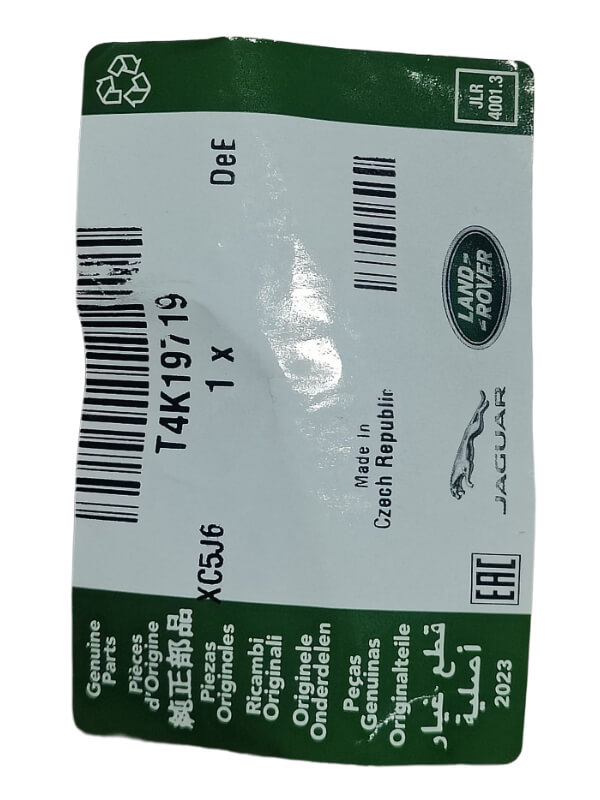 Genuine
Parts
Pièces
d'Origine
純正部品
Piezas
Originales
Ricambi
Originali
Originele
Onderdelen
Peças
Genuinas
Originalteile
قطع غيار
أصلية
2023
T4K19719
XC5J6
1 x
DeE
Made In
Czech Republic
EAC
JAGUAR
LAND-
-ROVER
JLR
4001.3